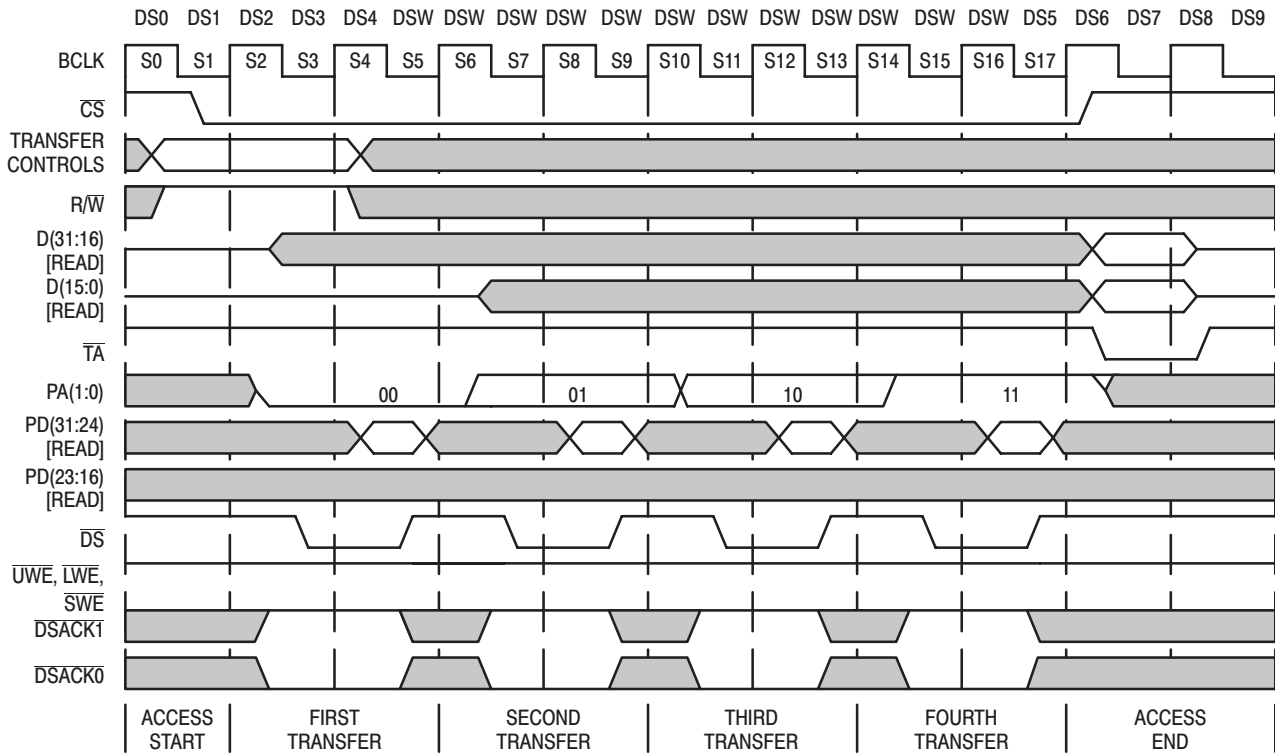 DS0 DS1 DS2 DS3 DS4 DSW DSW DSW DSW DSW DSW DSW DSW DSW DSW DSW DSW DS5 DS6 DS7 DS8 DS9
BCLK S0 S1 S2 S3 S4 S5 S6 S7 S8 S9 S10 S11 S12 S13 S14 S15 S16 S17
CS
TRANSFER
CONTROLS
R/W
D(31:16)
[READ]
D(15:0)
[READ]
TA
PA(1:0) 00 01 10 11
PD(31:24)
[READ]
PD(23:16)
[READ]
DS
UWE, LWE,
SWE
DSACK1
DSACK0
ACCESS
START
FIRST
TRANSFER
SECOND
TRANSFER
THIRD
TRANSFER
FOURTH
TRANSFER
ACCESS
END